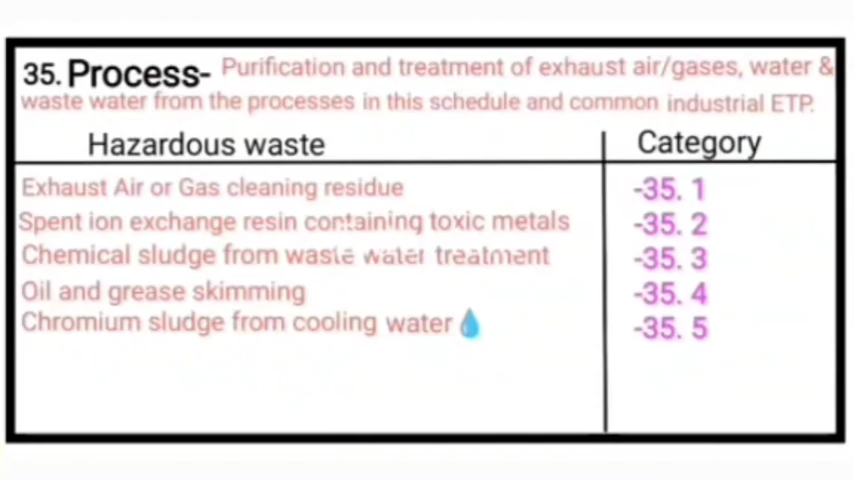 35. Process- Purification and treatment of exhaust air/gases, water &
waste water from the processes in this schedule and common industrial ETP.
Hazardous waste Category
Exhaust Air or Gas cleaning residue -35. 1
Spent ion exchange resin containing toxic metals -35. 2
Chemical sludge from waste water treatment -35. 3
Oil and grease skimming -35. 4
Chromium sludge from cooling water💧 -35. 5